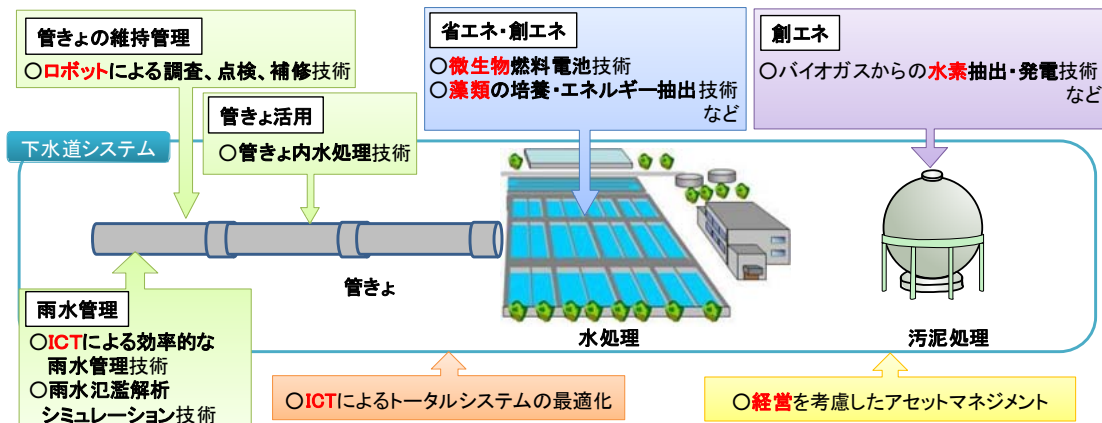 管きょの維持管理
○ロボットによる調査、点検、補修技術
管きょ活用
○管きょ内水処理技術
省エネ・創エネ
○微生物燃料電池技術
○藻類の培養・エネルギー抽出技術
など
創エネ
○バイオガスからの水素抽出・発電技術
など
下水道システム
管きょ
水処理
汚泥処理
雨水管理
○ICTによる効率的な
雨水管理技術
○雨水氾濫解析
シミュレーション技術
○ICTによるトータルシステムの最適化
○経営を考慮したアセットマネジメント